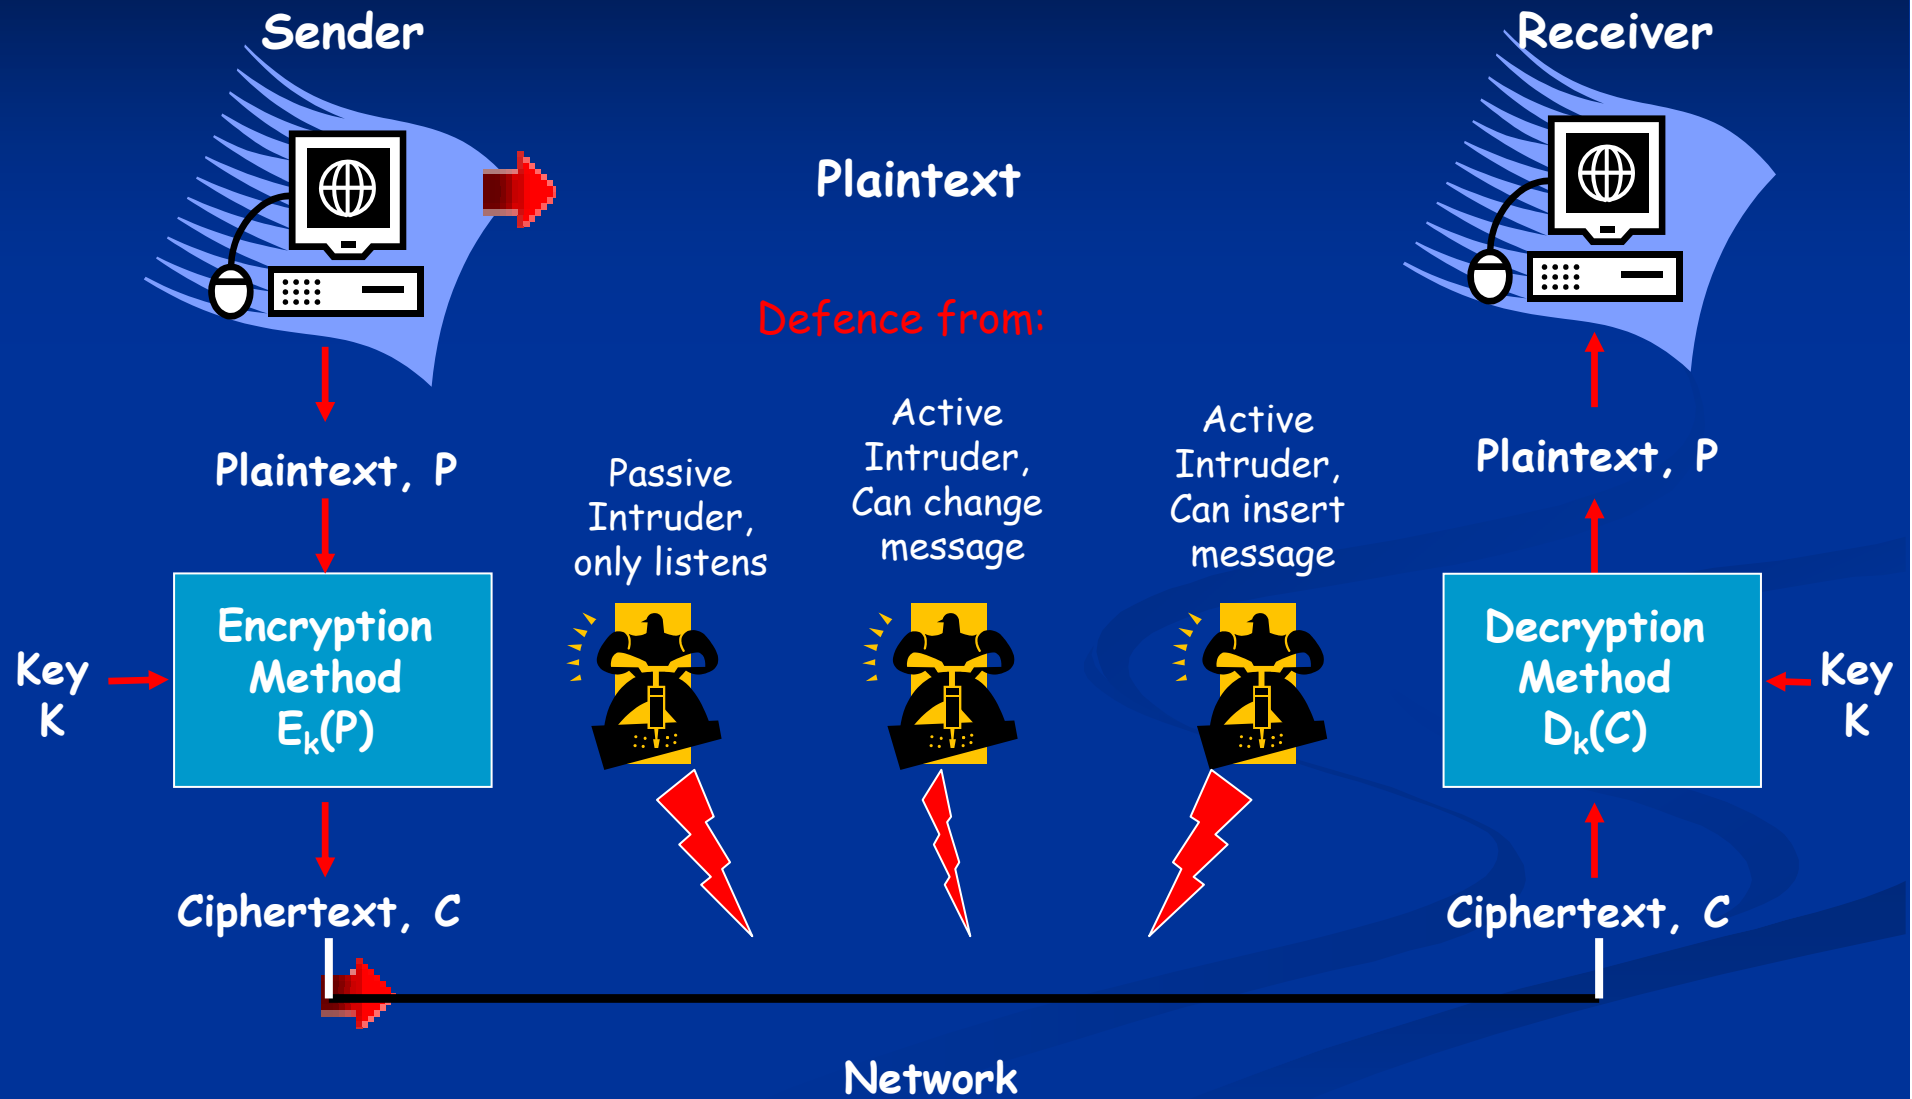 Sender
Receiver
Plaintext
Defence from:
Plaintext, P
Passive
Intruder,
only listens
Active
Intruder,
Can change
message
Active
Intruder,
Can insert
message
Plaintext, P
Key
K
Encryption
Method
Eₖ(P)
Decryption
Method
Dₖ(C)
Key
K
Ciphertext, C
Ciphertext, C
Network